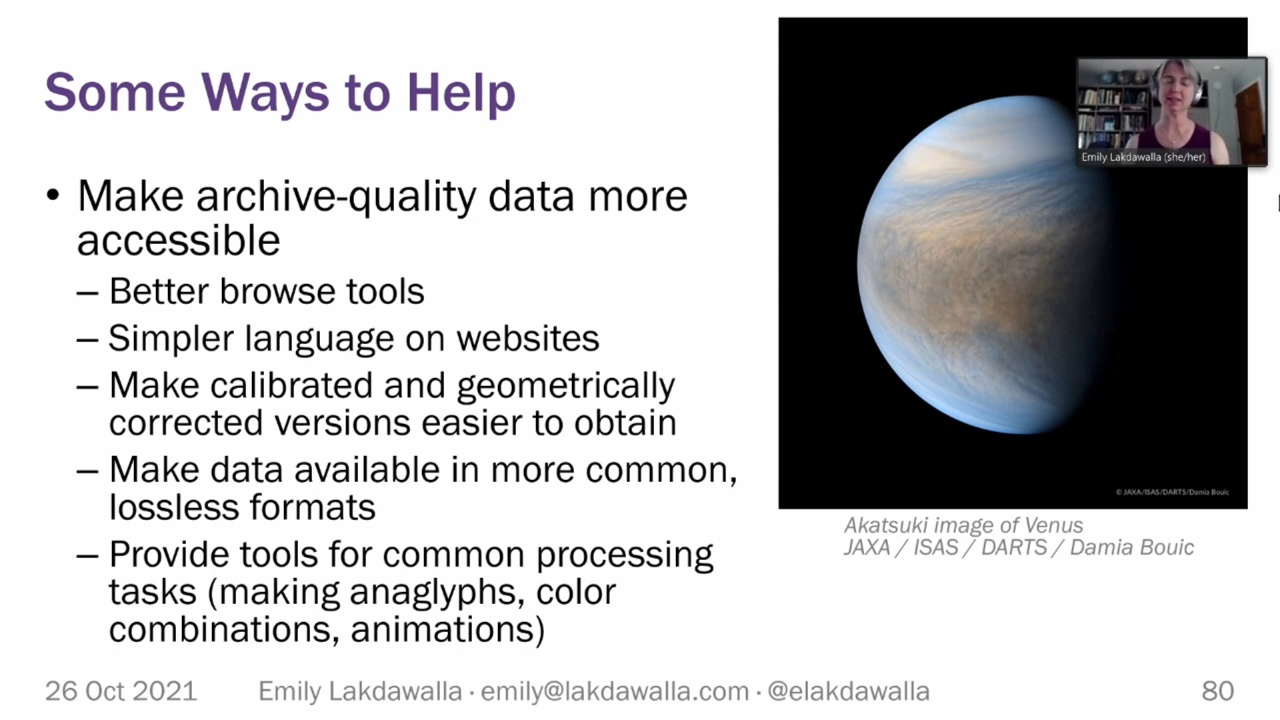 Some Ways to Help
• Make archive-quality data more
accessible
– Better browse tools
– Simpler language on websites
– Make calibrated and geometrically
corrected versions easier to obtain
– Make data available in more common,
lossless formats
– Provide tools for common processing
tasks (making anaglyphs, color
combinations, animations)
Emily Lakdawalla (she/her)
© JAXA/ISAS/DARTS/Damia Bouic
Akatsuki image of Venus
JAXA / ISAS / DARTS / Damia Bouic
26 Oct 2021 Emily Lakdawalla · emily@lakdawalla.com · @elakdawalla 80